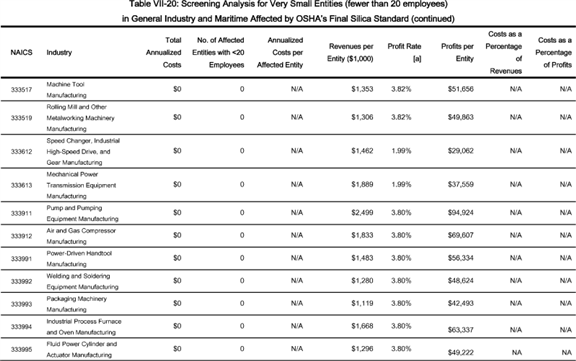 Table VII-20: Screening Analysis for Very Small Entities (fewer than 20 employees)
in General Industry and Maritime Affected by OSHA's Final Silica Standard (continued)
NAICS Industry Total Annualized Costs No. of Affected Entities with <20 Employees Annualized Costs per Affected Entity Revenues per Entity ($1,000) Profit Rate [a] Profits per Entity Costs as a Percentage of Revenues Costs as a Percentage of Profits
333517 Machine Tool Manufacturing $0 0 N/A $1,353 3.82% $51,656 N/A N/A
333519 Rolling Mill and Other Metalworking Machinery Manufacturing $0 0 N/A $1,306 3.82% $49,863 N/A N/A
333612 Speed Changer, Industrial High-Speed Drive, and Gear Manufacturing $0 0 N/A $1,462 1.99% $29,062 N/A N/A
333613 Mechanical Power Transmission Equipment Manufacturing $0 0 N/A $1,889 1.99% $37,559 N/A N/A
333911 Pump and Pumping Equipment Manufacturing $0 0 N/A $2,499 3.80% $94,924 N/A N/A
333912 Air and Gas Compressor Manufacturing $0 0 N/A $1,833 3.80% $69,607 N/A N/A
333991 Power-Driven Handtool Manufacturing $0 0 N/A $1,483 3.80% $56,334 N/A N/A
333992 Welding and Soldering Equipment Manufacturing $0 0 N/A $1,280 3.80% $48,624 N/A N/A
333993 Packaging Machinery Manufacturing $0 0 N/A $1,119 3.80% $42,493 N/A N/A
333994 Industrial Process Furnace and Oven Manufacturing $0 0 N/A $1,668 3.80% $63,337 N/A N/A
333995 Fluid Power Cylinder and Actuator Manufacturing $0 0 N/A $1,296 3.80% $49,222 NA N/A